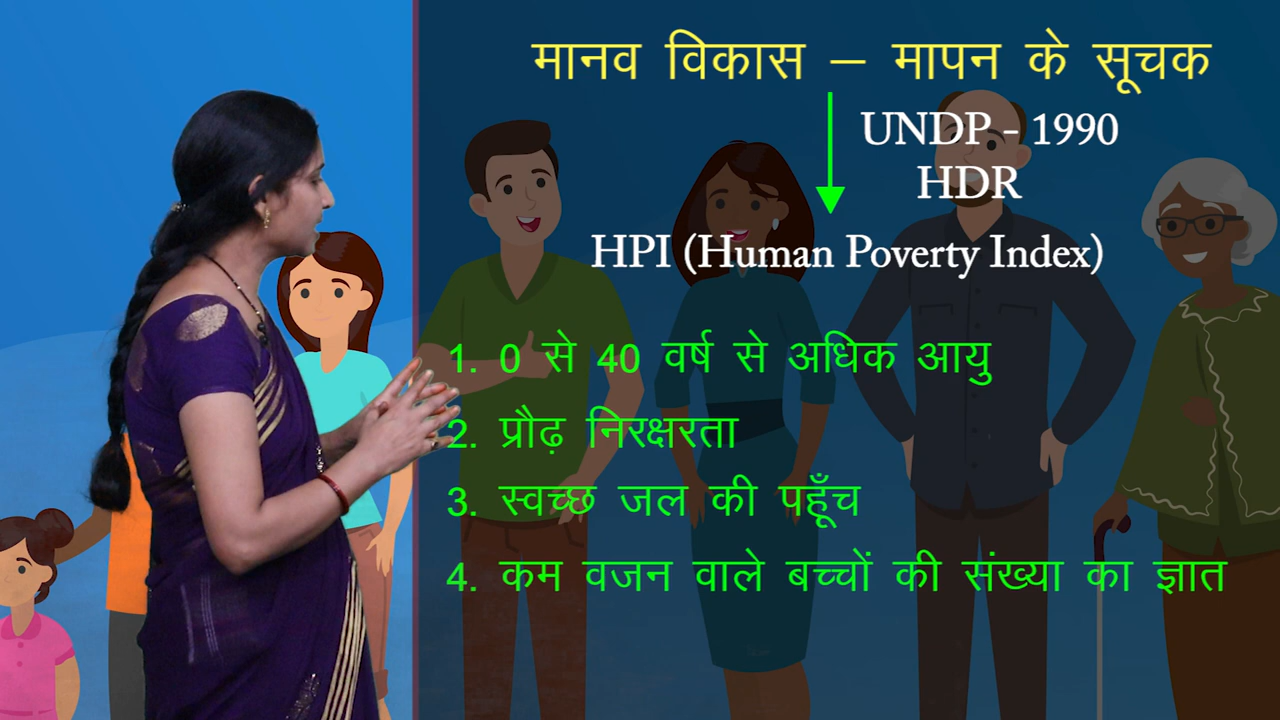 मानव विकास – मापन के सूचक
UNDP - 1990
HDR
HPI (Human Poverty Index)
1. 0 से 40 वर्ष से अधिक आयु
2. प्रौढ़ निरक्षरता
3. स्वच्छ जल की पहुँच
4. कम वजन वाले बच्चों की संख्या का ज्ञात